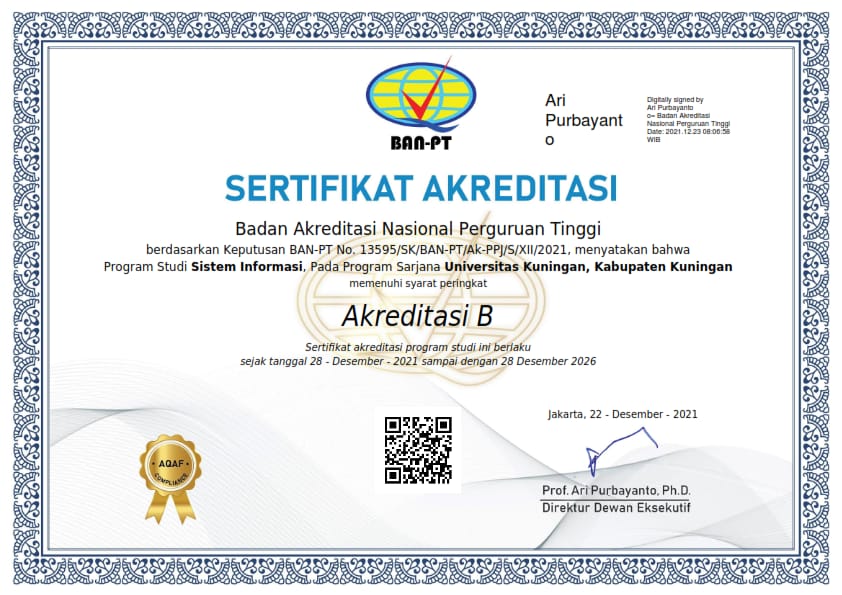 BAN-PT
Ari
Purbayant
o
Digitally signed by
Ari Purbayanto
o= Badan Akreditasi
Nasional Perguruan Tinggi
Date: 2021.12.23 08:06:58
WIB
SERTIFIKAT AKREDITASI
Badan Akreditasi Nasional Perguruan Tinggi
berdasarkan Keputusan BAN-PT No. 13595/SK/BAN-PT/Ak-PPJ/S/XII/2021, menyatakan bahwa
Program Studi Sistem Informasi, Pada Program Sarjana Universitas Kuningan, Kabupaten Kuningan
memenuhi syarat peringkat
Akreditasi B
Sertifikat akreditasi program studi ini berlaku
sejak tanggal 28 - Desember - 2021 sampai dengan 28 Desember 2026
Jakarta, 22 - Desember - 2021
AQAF
COMPLIANCE
Prof. Ari Purbayanto, Ph.D.
Direktur Dewan Eksekutif